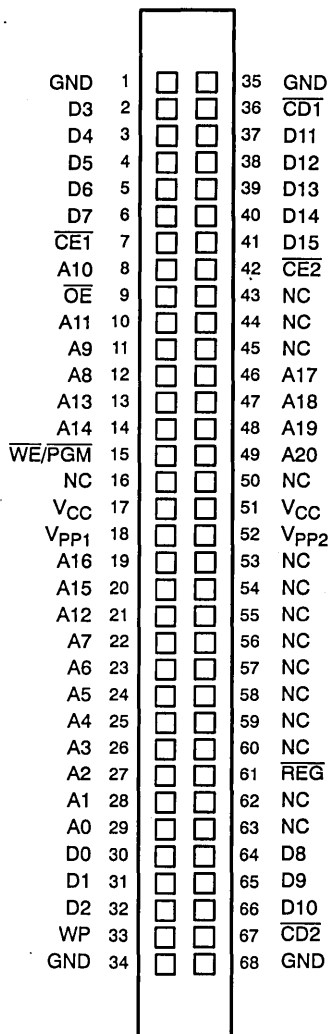 GND 1 35 GND
D3 2 36 CD1
D4 3 37 D11
D5 4 38 D12
D6 5 39 D13
D7 6 40 D14
CE1 7 41 D15
A10 8 42 CE2
OE 9 43 NC
A11 10 44 NC
A9 11 45 NC
A8 12 46 A17
A13 13 47 A18
A14 14 48 A19
WE/PGM 15 49 A20
NC 16 50 NC
VCC 17 51 VCC
VPP1 18 52 VPP2
A16 19 53 NC
A15 20 54 NC
A12 21 55 NC
A7 22 56 NC
A6 23 57 NC
A5 24 58 NC
A4 25 59 NC
A3 26 60 NC
A2 27 61 REG
A1 28 62 NC
A0 29 63 NC
D0 30 64 D8
D1 31 65 D9
D2 32 66 D10
WP 33 67 CD2
GND 34 68 GND